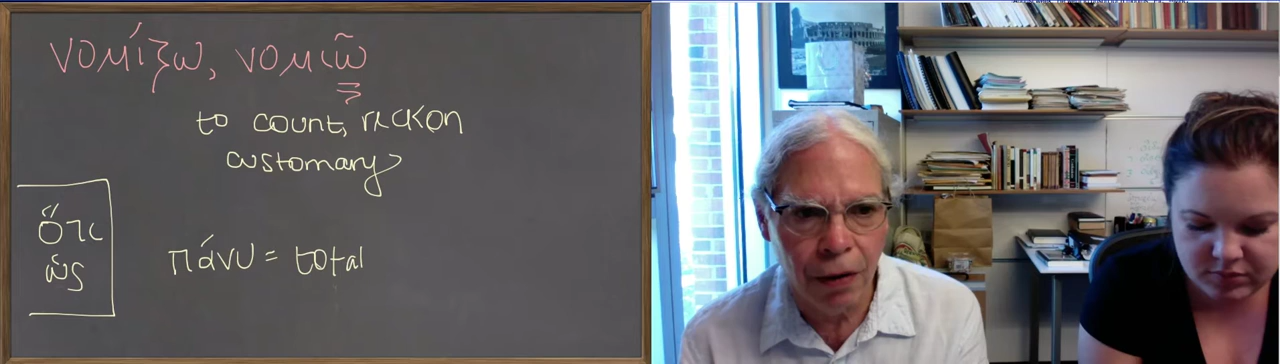 νομίζω, νομιῶ
to count, reckon
customary
ὅτι
ὡς
πάνυ = total